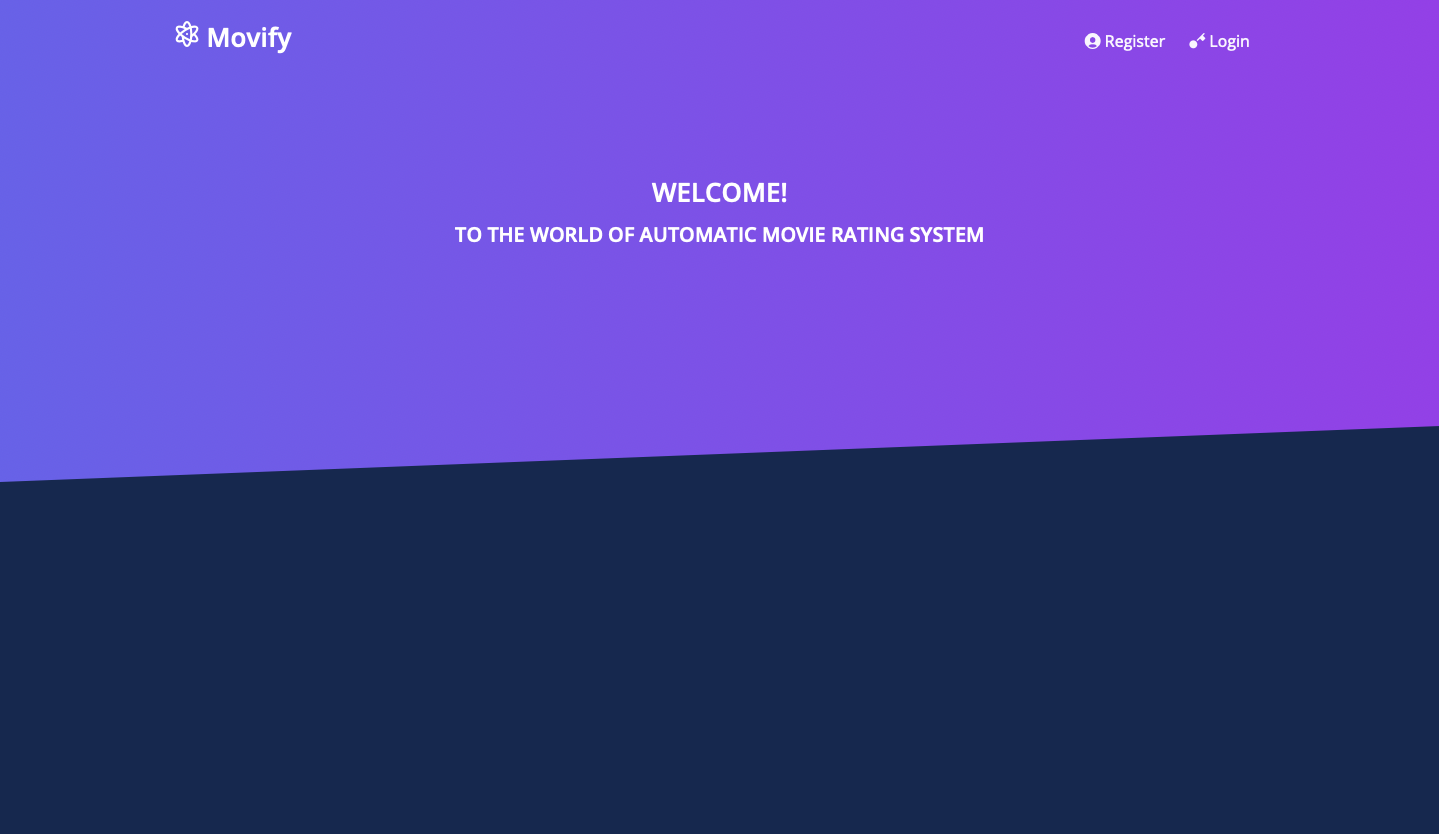 Movify
Register Login
WELCOME!
TO THE WORLD OF AUTOMATIC MOVIE RATING SYSTEM